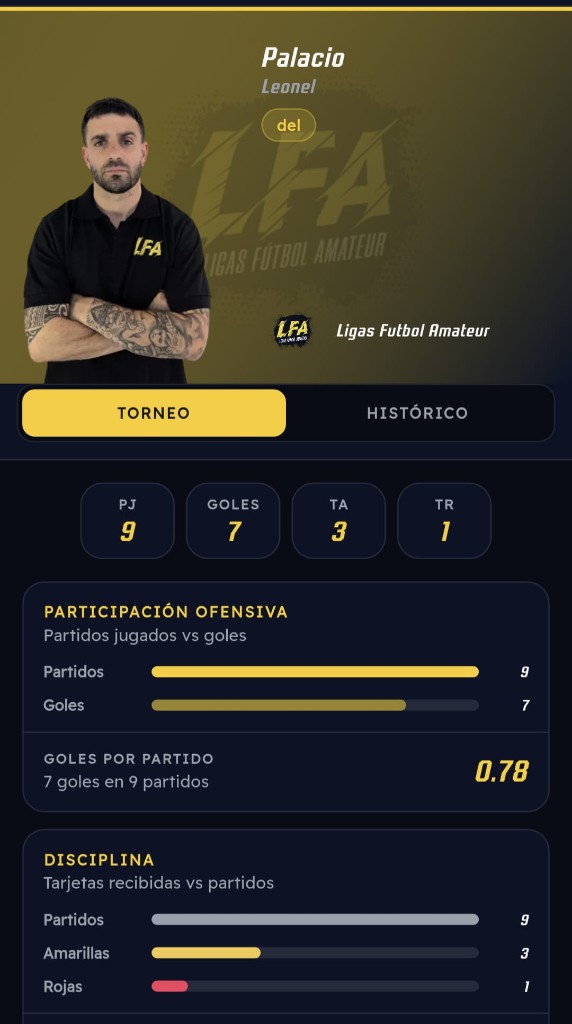 Palacio
Leonel
del
LFA
LIGAS FÚTBOL AMATEUR
LFA
LFA
Ligas Futbol Amateur
TORNEO
HISTÓRICO
PJ
9
GOLES
7
TA
3
TR
1
PARTICIPACIÓN OFENSIVA
Partidos jugados vs goles
Partidos 9
Goles 7
GOLES POR PARTIDO
7 goles en 9 partidos
0.78
DISCIPLINA
Tarjetas recibidas vs partidos
Partidos 9
Amarillas 3
Rojas 1